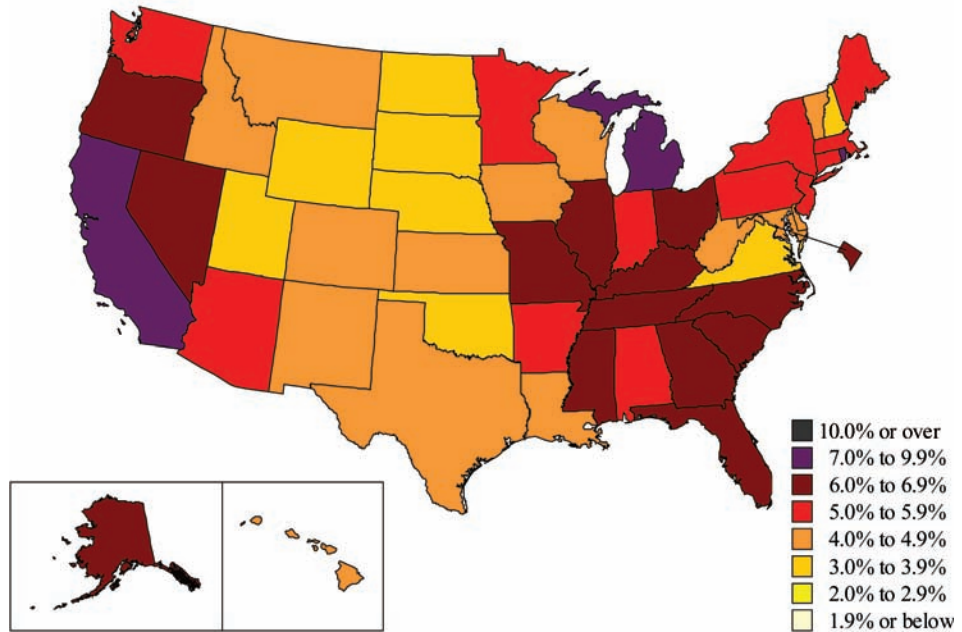 10.0% or over
7.0% to 9.9%
6.0% to 6.9%
5.0% to 5.9%
4.0% to 4.9%
3.0% to 3.9%
2.0% to 2.9%
1.9% or below